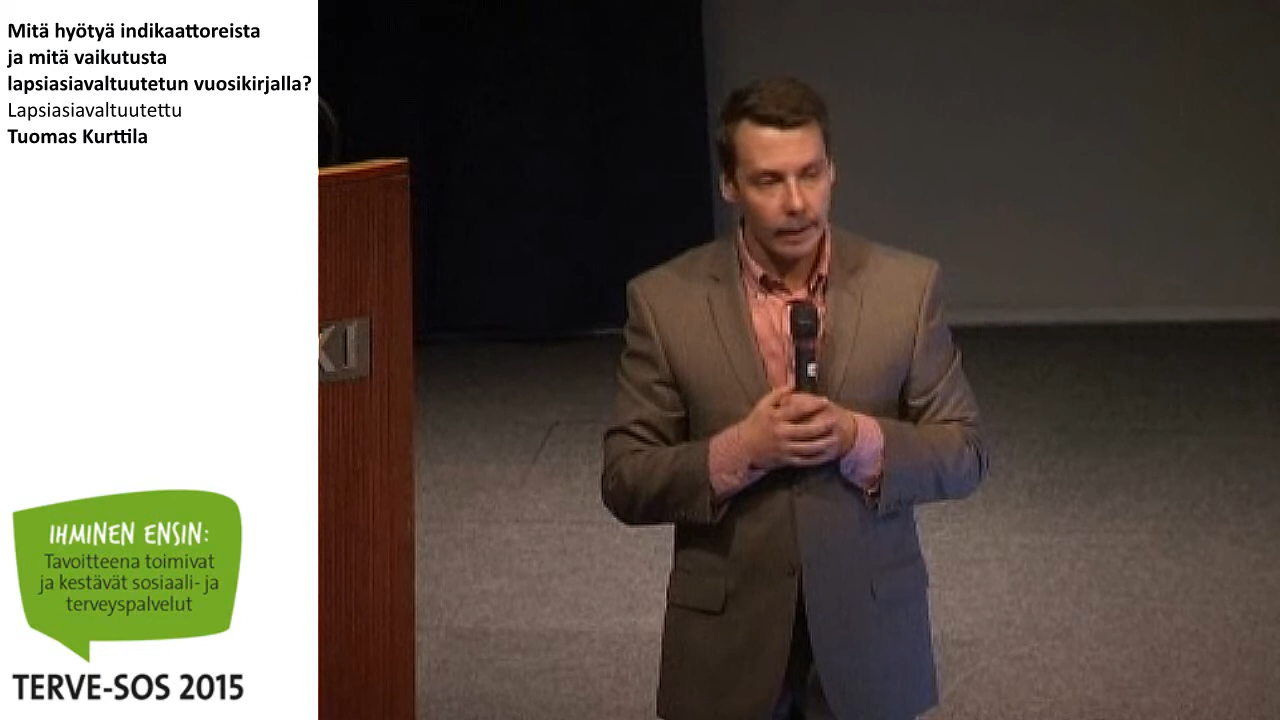 Mitä hyötyä indikaattoreista
ja mitä vaikutusta
lapsiasiavaltuutetun vuosikirjalla?
Lapsiasiavaltuutettu
Tuomas Kurttila
KI
IHMINEN ENSIN:
Tavoitteena toimivat
ja kestävät sosiaali- ja
terveyspalvelut
TERVE-SOS 2015